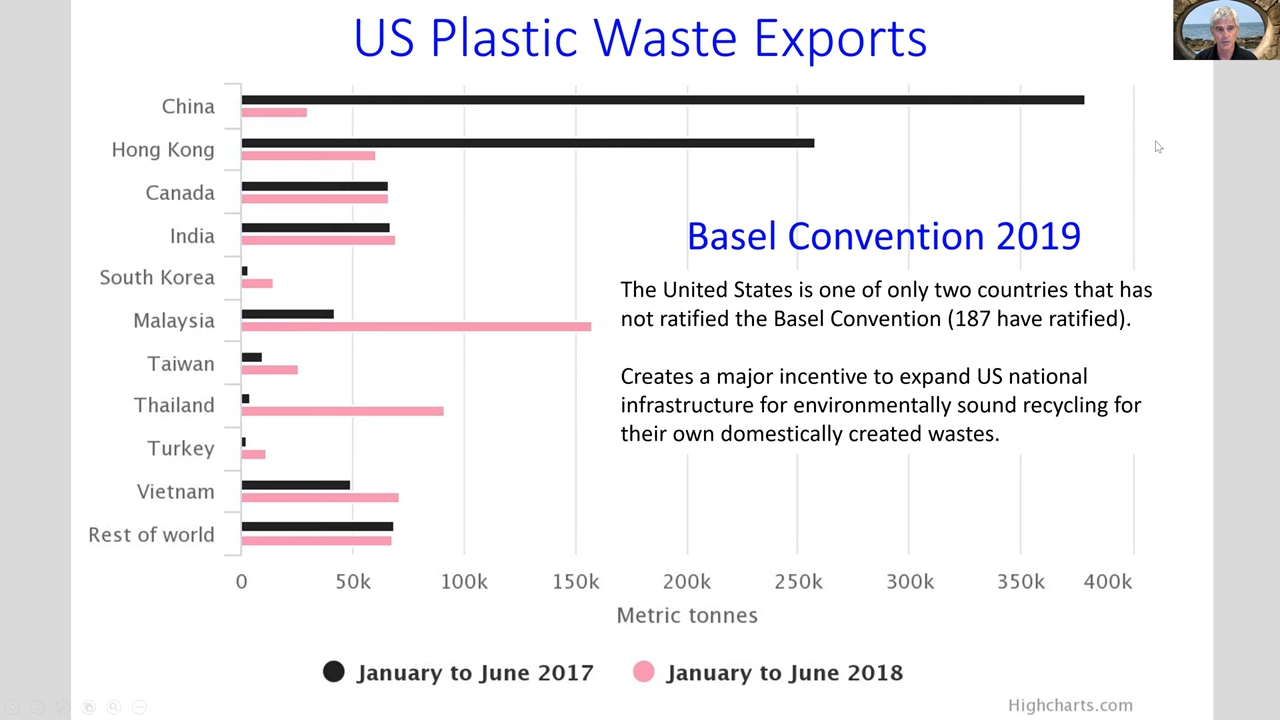 US Plastic Waste Exports
China
Hong Kong
Canada
India
South Korea
Malaysia
Taiwan
Thailand
Turkey
Vietnam
Rest of world
Basel Convention 2019
The United States is one of only two countries that has
not ratified the Basel Convention (187 have ratified).
Creates a major incentive to expand US national
infrastructure for environmentally sound recycling for
their own domestically created wastes.
0 50k 100k 150k 200k 250k 300k 350k 400k
Metric tonnes
January to June 2017 January to June 2018
Highcharts.com